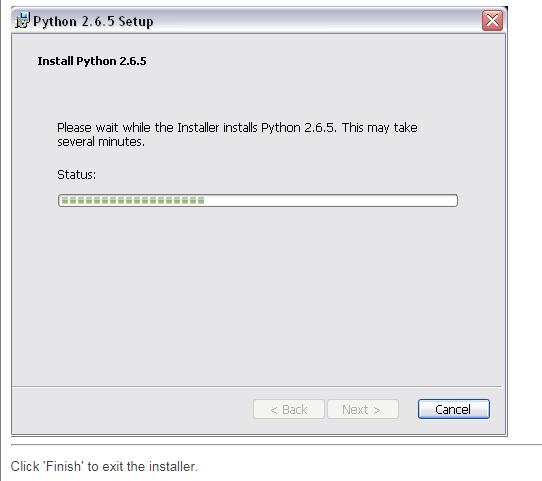 Python 2.6.5 Setup
Install Python 2.6.5
Please wait while the Installer installs Python 2.6.5. This may take
several minutes.
Status:
< Back
Next >
Cancel
Click 'Finish' to exit the installer.